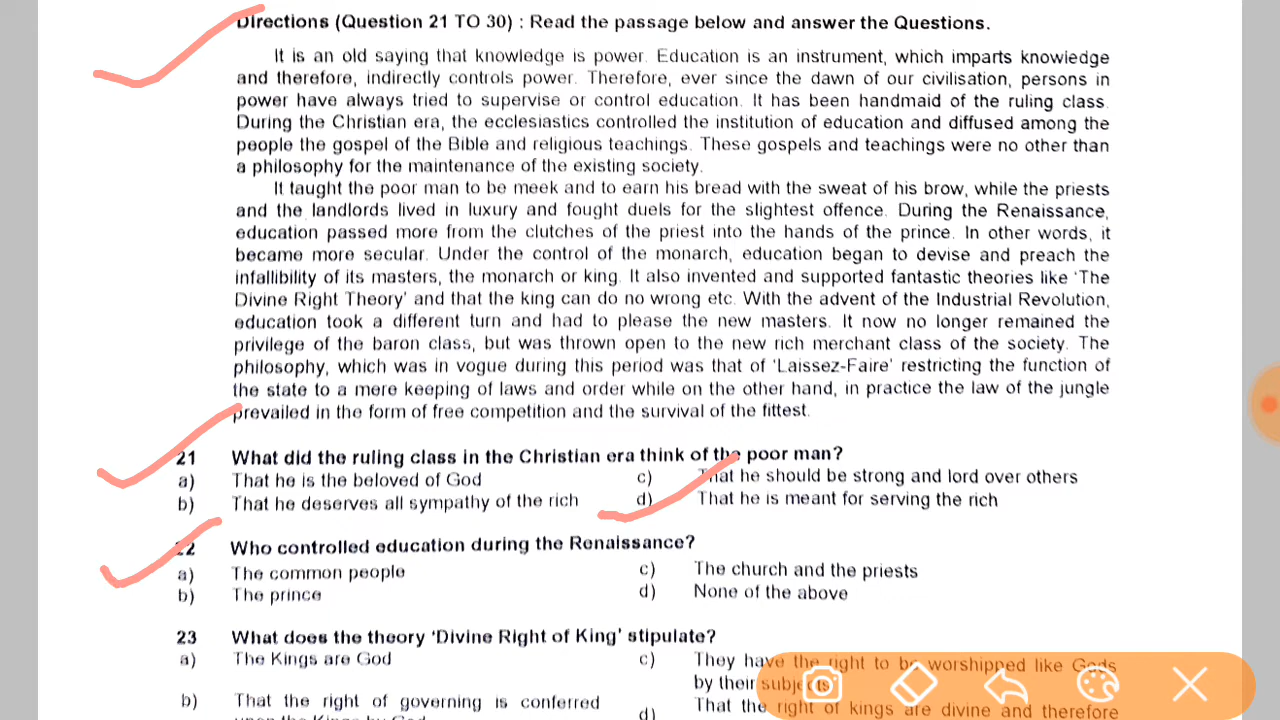 Directions (Question 21 TO 30) : Read the passage below and answer the Questions.
It is an old saying that knowledge is power. Education is an instrument, which imparts knowledge
and therefore, indirectly controls power. Therefore, ever since the dawn of our civilisation, persons in
power have always tried to supervise or control education. It has been handmaid of the ruling class.
During the Christian era, the ecclesiastics controlled the institution of education and diffused among the
people the gospel of the Bible and religious teachings. These gospels and teachings were no other than
a philosophy for the maintenance of the existing society.
It taught the poor man to be meek and to earn his bread with the sweat of his brow, while the priests
and the landlords lived in luxury and fought duels for the slightest offence. During the Renaissance,
education passed more from the clutches of the priest into the hands of the prince. In other words, it
became more secular. Under the control of the monarch, education began to devise and preach the
infallibility of its masters, the monarch or king. It also invented and supported fantastic theories like 'The
Divine Right Theory' and that the king can do no wrong etc. With the advent of the Industrial Revolution,
education took a different turn and had to please the new masters. It now no longer remained the
privilege of the baron class, but was thrown open to the new rich merchant class of the society. The
philosophy, which was in vogue during this period was that of 'Laissez-Faire' restricting the function of
the state to a mere keeping of laws and order while on the other hand, in practice the law of the jungle
prevailed in the form of free competition and the survival of the fittest.
21 What did the ruling class in the Christian era think of the poor man?
a) That he is the beloved of God c) That he should be strong and lord over others
b) That he deserves all sympathy of the rich d) That he is meant for serving the rich
22 Who controlled education during the Renaissance?
a) The common people c) The church and the priests
b) The prince d) None of the above
23 What does the theory 'Divine Right of King' stipulate?
a) The Kings are God c) They have the right to be worshipped like Gods
by their subjects
b) That the right of governing is conferred d) That the right of kings are divine and therefore
upon the Kings by God